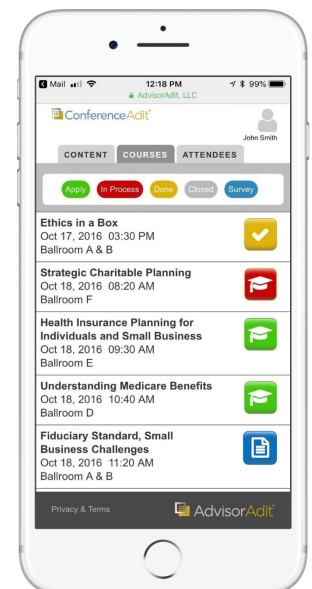 Mail 12:18 PM 99%
AdvisorAdit, LLC
ConferenceAdit
John Smith
CONTENT COURSES ATTENDEES
Apply In Process Done Closed Survey
Ethics in a Box
Oct 17, 2016 03:30 PM
Ballroom A & B
Strategic Charitable Planning
Oct 18, 2016 08:20 AM
Ballroom F
Health Insurance Planning for
Individuals and Small Business
Oct 18, 2016 09:30 AM
Ballroom E
Understanding Medicare Benefits
Oct 18, 2016 10:40 AM
Ballroom D
Fiduciary Standard, Small
Business Challenges
Oct 18, 2016 11:20 AM
Ballroom A & B
Privacy & Terms AdvisorAdit